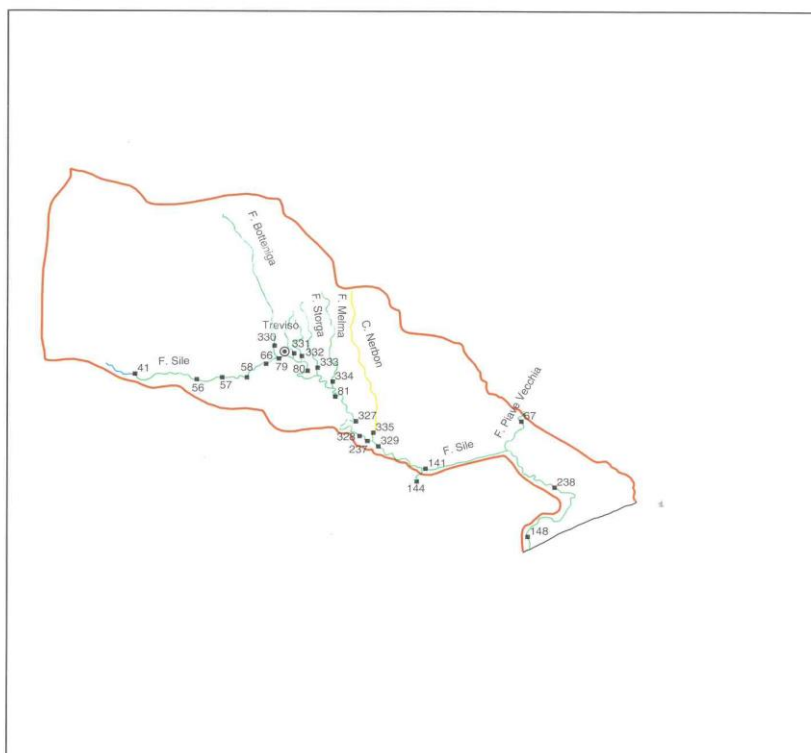 F. Botteniga
F. Storga
F. Melma
C. Nerbon
Treviso
330
331
332
333
334
41
F. Sile
56
57
58
66
79
80
81
327
335
328
237
329
F. Piave Vecchia
67
F. Sile
141
144
238
148